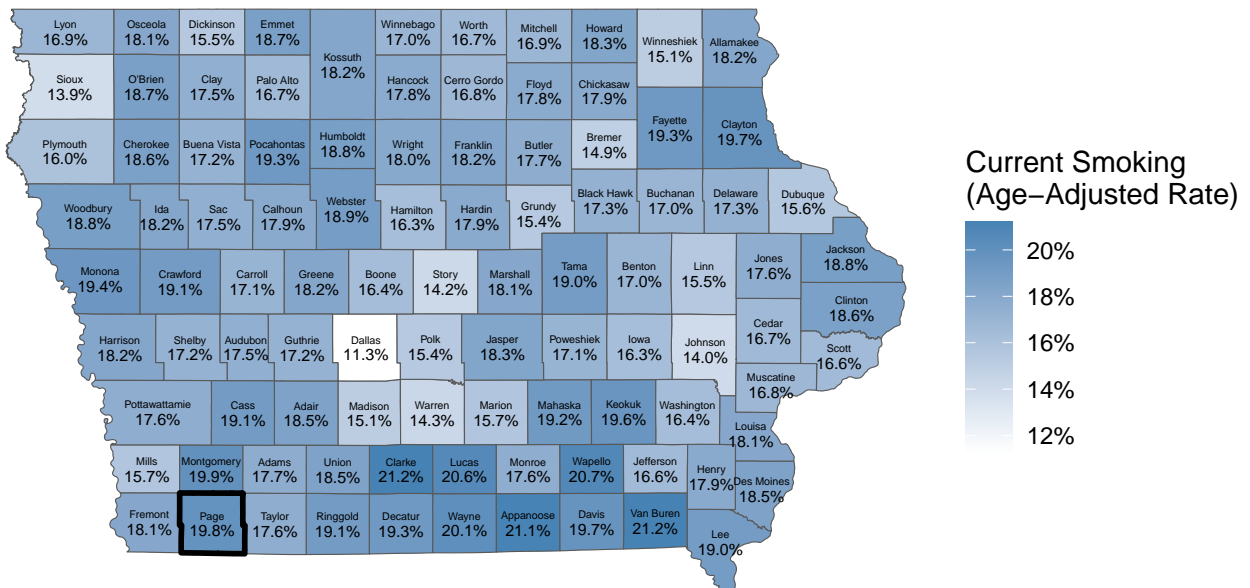 Lyon
16.9%
Osceola
18.1%
Dickinson
15.5%
Emmet
18.7%
Kossuth
18.2%
Winnebago
17.0%
Worth
16.7%
Mitchell
16.9%
Howard
18.3%
Winneshiek
15.1%
Allamakee
18.2%
Sioux
13.9%
O'Brien
18.7%
Clay
17.5%
Palo Alto
16.7%
Hancock
17.8%
Cerro Gordo
16.8%
Floyd
17.8%
Chickasaw
17.9%
Fayette
19.3%
Clayton
19.7%
Plymouth
16.0%
Cherokee
18.6%
Buena Vista
17.2%
Pocahontas
19.3%
Humboldt
18.8%
Wright
18.0%
Franklin
18.2%
Butler
17.7%
Bremer
14.9%
Woodbury
18.8%
Ida
18.2%
Sac
17.5%
Calhoun
17.9%
Webster
18.9%
Hamilton
16.3%
Hardin
17.9%
Grundy
15.4%
Black Hawk
17.3%
Buchanan
17.0%
Delaware
17.3%
Dubuque
15.6%
Monona
19.4%
Crawford
19.1%
Carroll
17.1%
Greene
18.2%
Boone
16.4%
Story
14.2%
Marshall
18.1%
Tama
19.0%
Benton
17.0%
Linn
15.5%
Jones
17.6%
Jackson
18.8%
Clinton
18.6%
Harrison
18.2%
Shelby
17.2%
Audubon
17.5%
Guthrie
17.2%
Dallas
11.3%
Polk
15.4%
Jasper
18.3%
Poweshiek
17.1%
Iowa
16.3%
Johnson
14.0%
Cedar
16.7%
Scott
16.6%
Muscatine
16.8%
Pottawattamie
17.6%
Cass
19.1%
Adair
18.5%
Madison
15.1%
Warren
14.3%
Marion
15.7%
Mahaska
19.2%
Keokuk
19.6%
Washington
16.4%
Louisa
18.1%
Mills
15.7%
Montgomery
19.9%
Adams
17.7%
Union
18.5%
Clarke
21.2%
Lucas
20.6%
Monroe
17.6%
Wapello
20.7%
Jefferson
16.6%
Henry
17.9%
Des Moines
18.5%
Fremont
18.1%
Page
19.8%
Taylor
17.6%
Ringgold
19.1%
Decatur
19.3%
Wayne
20.1%
Appanoose
21.1%
Davis
19.7%
Van Buren
21.2%
Lee
19.0%
Current Smoking
(Age−Adjusted Rate)
20%
18%
16%
14%
12%